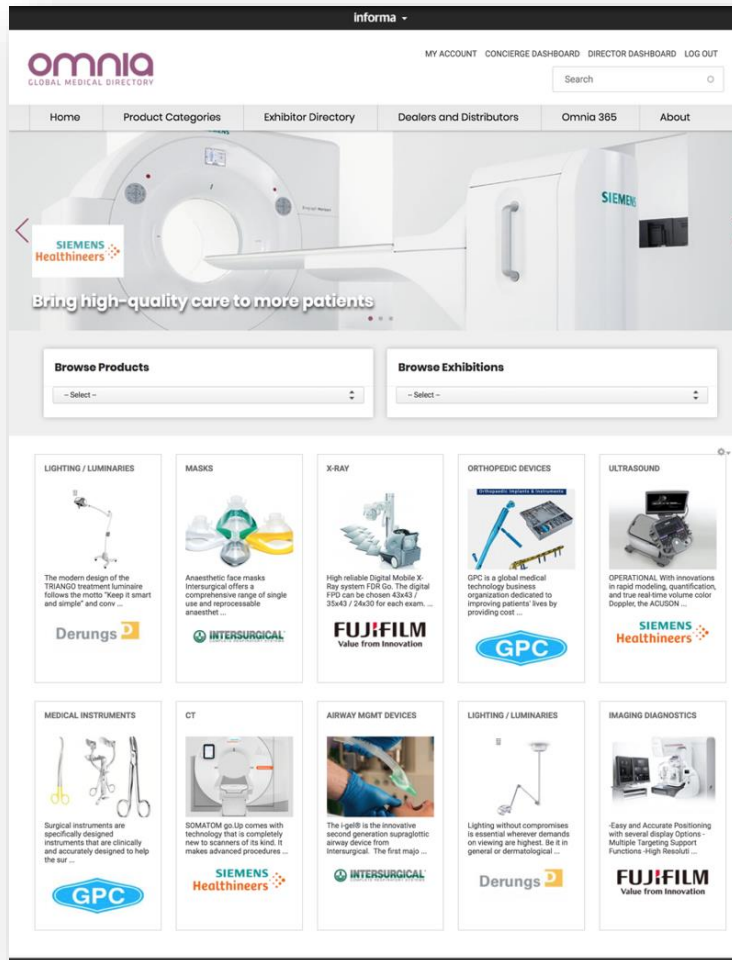 informa
omnia
GLOBAL MEDICAL DIRECTORY
MY ACCOUNT CONCIERGE DASHBOARD DIRECTOR DASHBOARD LOG OUT
Search
Home Product Categories Exhibitor Directory Dealers and Distributors Omnia 365 About
SIEMENS
SIEMENS
SIEMENS
Healthineers
Bring high-quality care to more patients
Browse Products
-- Select --
Browse Exhibitions
-- Select --
LIGHTING / LUMINARIES
The modern design of the
TRIANGO treatment luminaire
follows the motto "Keep it smart
and simple" and conv ...
Derungs D
MASKS
Anaesthetic face masks
Intersurgical offers a
comprehensive range of single
use and reprocessable
anaesthet ...
INTERSURGICAL
COMPLETE RESPIRATORY SYSTEMS
X-RAY
High reliable Digital Mobile X-
Ray system FDR Go. The digital
FPD can be chosen 43x43 /
35x43 / 24x30 for each exam. ...
FUJIFILM
Value from Innovation
ORTHOPEDIC DEVICES
Orthopaedic Implants & Instruments
GPC is a global medical
technology business
organization dedicated to
improving patients' lives by
providing cost ...
GPC
ULTRASOUND
OPERATIONAL With innovations
in rapid modeling, quantification,
and true real-time volume color
Doppler, the ACUSON ...
SIEMENS
Healthineers
MEDICAL INSTRUMENTS
Surgical instruments are
specifically designed
instruments that are clinically
and accurately designed to help
the sur ...
GPC
CT
SOMATOM go.Up comes with
technology that is completely
new to scanners of its kind. It
makes advanced procedures ...
SIEMENS
Healthineers
AIRWAY MGMT DEVICES
The i-gel® is the innovative
second generation supraglottic
airway device from
Intersurgical. The first majo ...
INTERSURGICAL
COMPLETE RESPIRATORY SYSTEMS
LIGHTING / LUMINARIES
Lighting without compromises
is essential wherever demands
on viewing are highest. Be it in
general or dermatological ...
Derungs D
IMAGING DIAGNOSTICS
-Easy and Accurate Positioning
with several display Options -
Multiple Targeting Support
Functions -High Resoluti ...
FUJIFILM
Value from Innovation